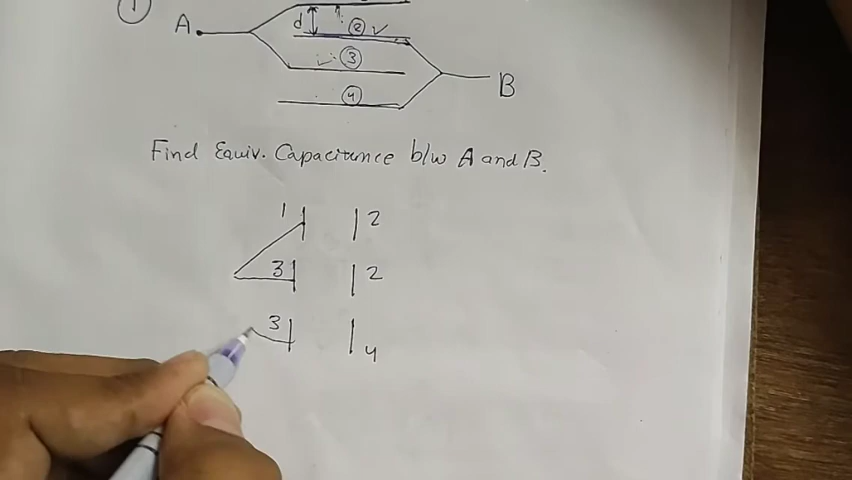 ①
A d ② ✓
③
④ B
Find Equiv. Capacitance b/w A and B.
1 2
3 2
3 4